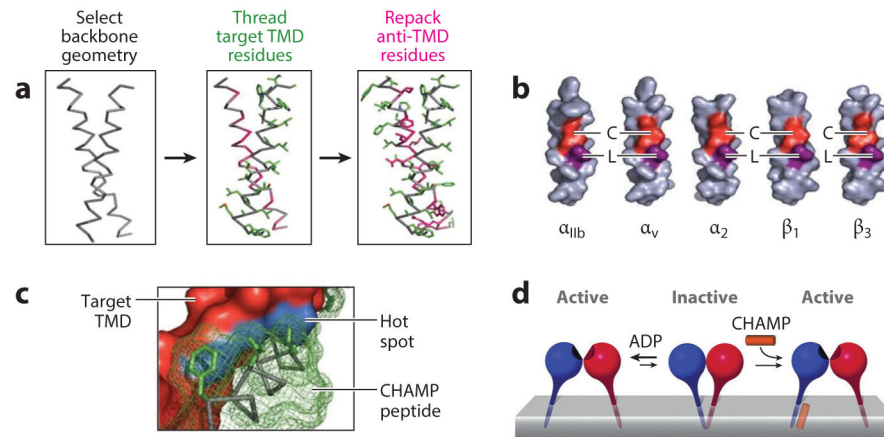 a
Select
backbone
geometry
Thread
target TMD
residues
Repack
anti-TMD
residues
b
C C C
L L L
αIIb αv α2 β1 β3
c
Target
TMD
Hot
spot
CHAMP
peptide
d
Active Inactive Active
ADP
CHAMP